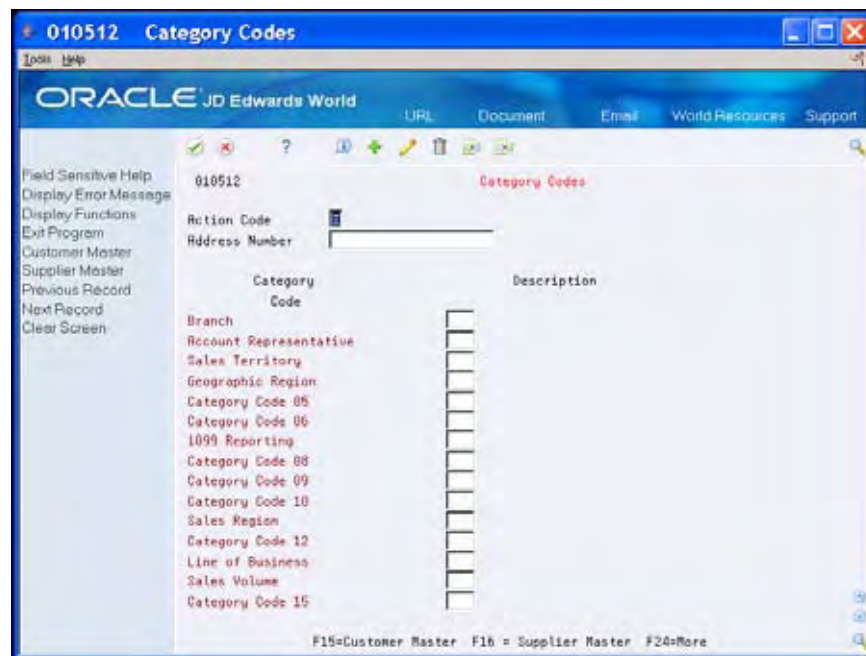 010512 Category Codes
Tools Help
ORACLE JD Edwards World
URL Document Email World Resources Support
?
Field Sensitive Help
Display Error Message
Display Functions
Exit Program
Customer Master
Supplier Master
Previous Record
Next Record
Clear Screen
010512 Category Codes
Action Code
Address Number
Category Description
Code
Branch
Account Representative
Sales Territory
Geographic Region
Category Code 05
Category Code 06
1099 Reporting
Category Code 08
Category Code 09
Category Code 10
Sales Region
Category Code 12
Line of Business
Sales Volume
Category Code 15
F15=Customer Master F16 = Supplier Master F24=More